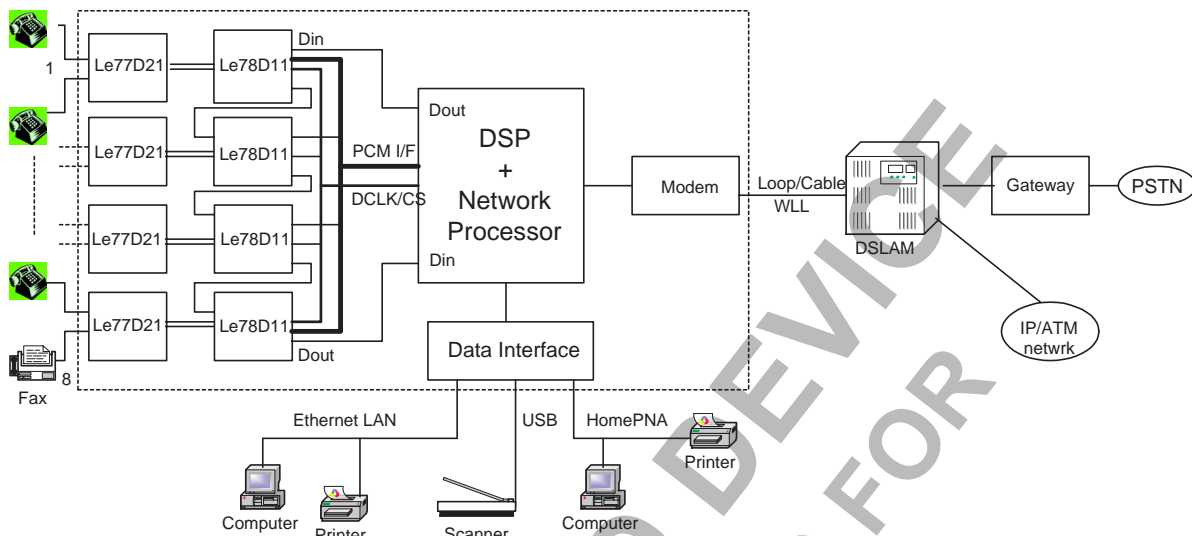 1
Le77D21
Le78D11
Din
Le77D21
Le78D11
Le77D21
Le78D11
Le77D21
Le78D11
Dout
8
Fax
PCM I/F
DCLK/CS
Dout
DSP
+
Network
Processor
Din
Modem
Loop/Cable
WLL
DSLAM
Gateway
PSTN
IP/ATM
netwrk
Data Interface
Ethernet LAN
USB
HomePNA
Printer
Computer
Printer
Scanner
Computer
DEVICE
FOR